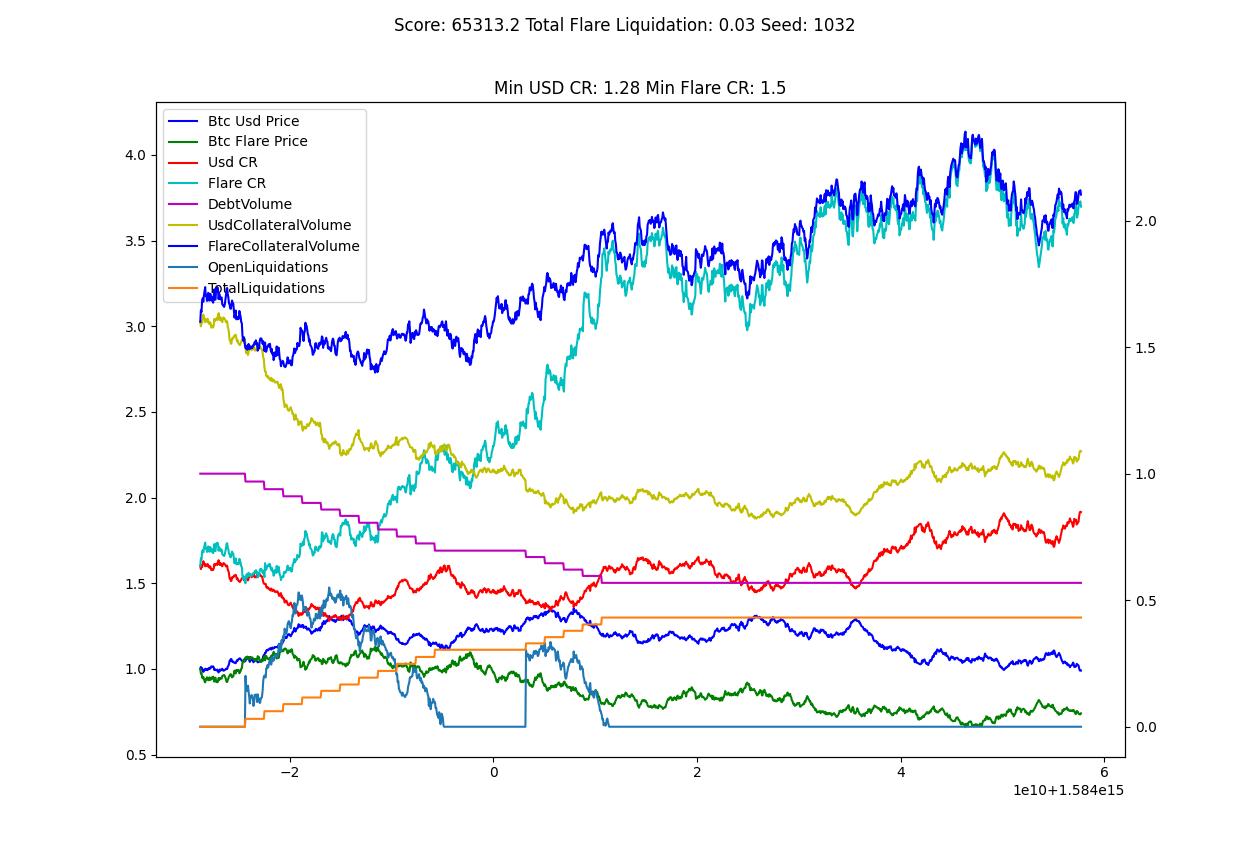 Score: 65313.2 Total Flare Liquidation: 0.03 Seed: 1032
Min USD CR: 1.28 Min Flare CR: 1.5
Btc Usd Price
Btc Flare Price
Usd CR
Flare CR
DebtVolume
UsdCollateralVolume
FlareCollateralVolume
OpenLiquidations
TotalLiquidations
4.0
3.5
3.0
2.5
2.0
1.5
1.0
0.5
2.0
1.5
1.0
0.5
0.0
−2 0 2 4 6
1e10+1.584e15